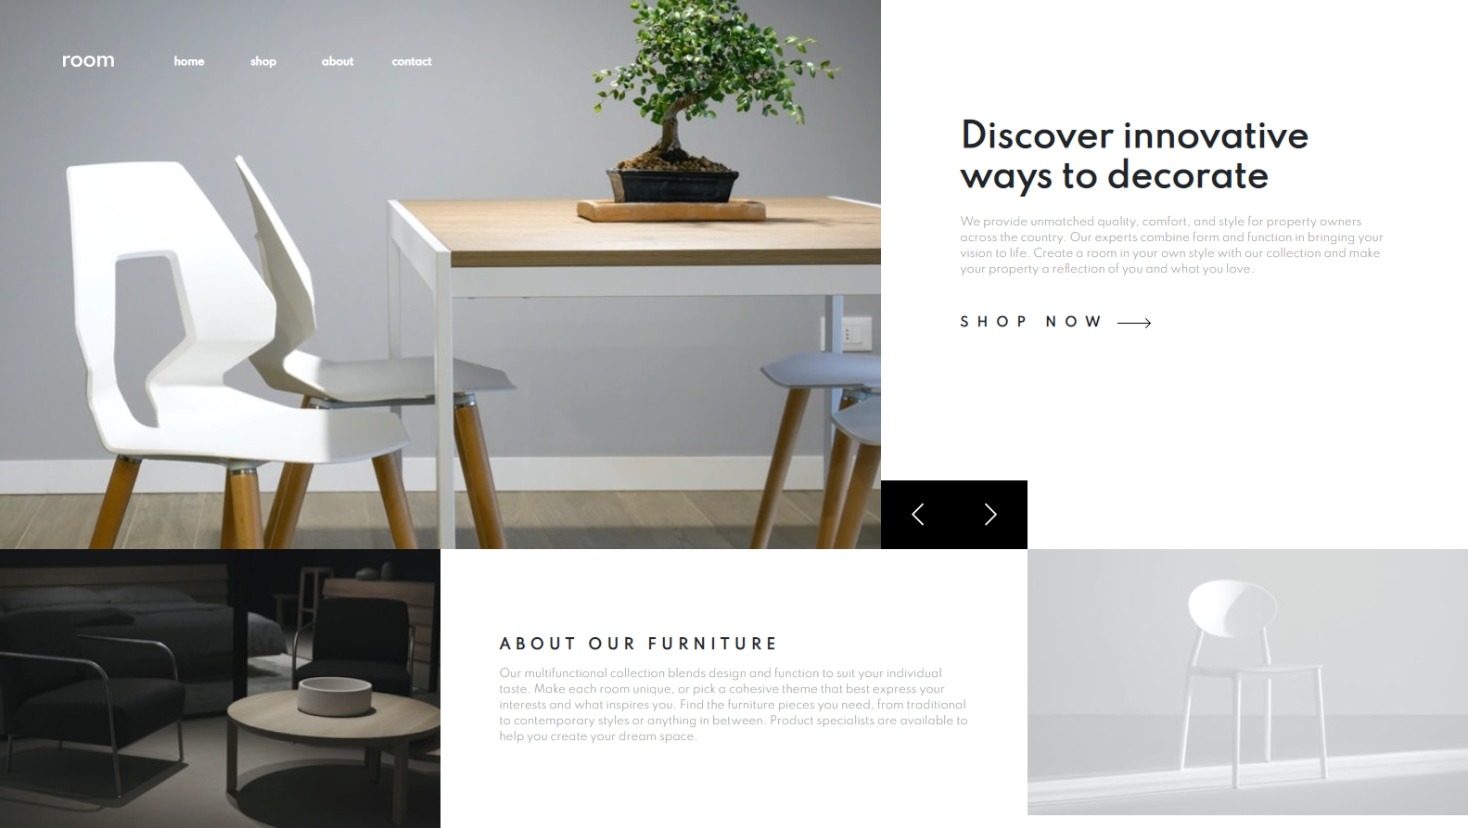 room
home shop about contact
Discover innovative
ways to decorate
We provide unmatched quality, comfort, and style for property owners
across the country. Our experts combine form and function in bringing your
vision to life. Create a room in your own style with our collection and make
your property a reflection of you and what you love.
SHOP NOW
ABOUT OUR FURNITURE
Our multifunctional collection blends design and function to suit your individual
taste. Make each room unique, or pick a cohesive theme that best express your
interests and what inspires you. Find the furniture pieces you need, from traditional
to contemporary styles or anything in between. Product specialists are available to
help you create your dream space.